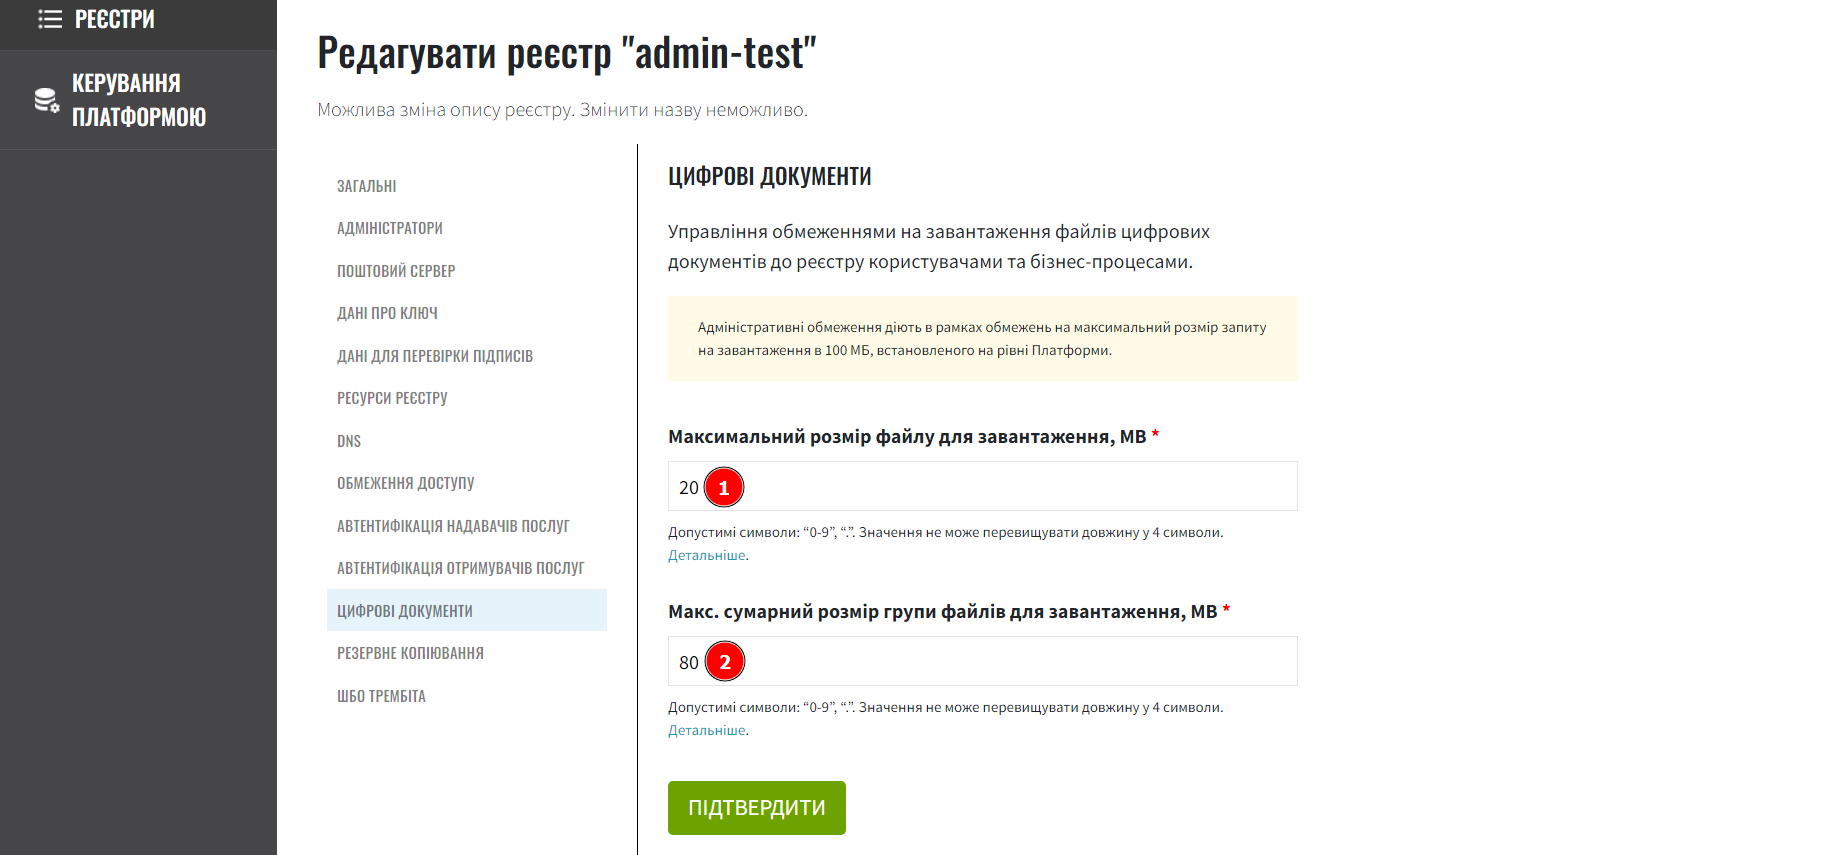 РЕЄСТРИ
КЕРУВАННЯ
ПЛАТФОРМОЮ
Редагувати реєстр "admin-test"
Можлива зміна опису реєстру. Змінити назву неможливо.
ЗАГАЛЬНІ
АДМІНІСТРАТОРИ
ПОШТОВИЙ СЕРВЕР
ДАНІ ПРО КЛЮЧ
ДАНІ ДЛЯ ПЕРЕВІРКИ ПІДПИСІВ
РЕСУРСИ РЕЄСТРУ
DNS
ОБМЕЖЕННЯ ДОСТУПУ
АВТЕНТИФІКАЦІЯ НАДАВАЧІВ ПОСЛУГ
АВТЕНТИФІКАЦІЯ ОТРИМУВАЧІВ ПОСЛУГ
ЦИФРОВІ ДОКУМЕНТИ
РЕЗЕРВНЕ КОПІЮВАННЯ
ШБО ТРЕМБІТА
ЦИФРОВІ ДОКУМЕНТИ
Управління обмеженнями на завантаження файлів цифрових
документів до реєстру користувачами та бізнес-процесами.
Адміністративні обмеження діють в рамках обмежень на максимальний розмір запиту
на завантаження в 100 МБ, встановленого на рівні Платформи.
Максимальний розмір файлу для завантаження, MB *
20 1
Допустимі символи: “0-9”, “.”. Значення не може перевищувати довжину у 4 символи.
Детальніше.
Макс. сумарний розмір групи файлів для завантаження, MB *
80 2
Допустимі символи: “0-9”, “.”. Значення не може перевищувати довжину у 4 символи.
Детальніше.
ПІДТВЕРДИТИ